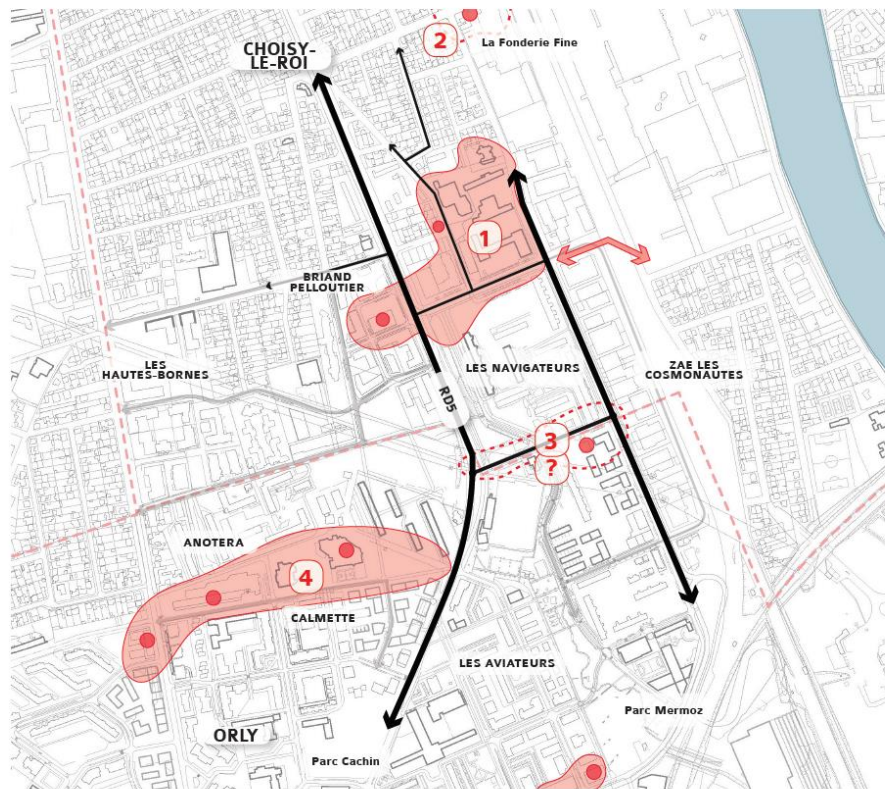 2
La Fonderie Fine
CHOISY-
LE-ROI
1
BRIAND
PELLOUTIER
LES
HAUTES-BORNES
LES NAVIGATEURS
ZAE LES
COSMONAUTES
RD5
3
?
ANOTERA
4
CALMETTE
LES AVIATEURS
Parc Mermoz
ORLY
Parc Cachin